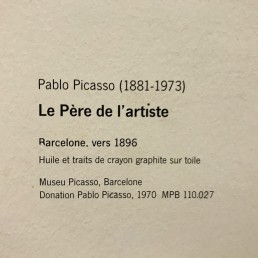 Pablo Picasso (1881-1973)
Le Père de l'artiste
Barcelone, vers 1896
Huile et traits de crayon graphite sur toile
Museu Picasso, Barcelone
Donation Pablo Picasso, 1970 MPB 110.027